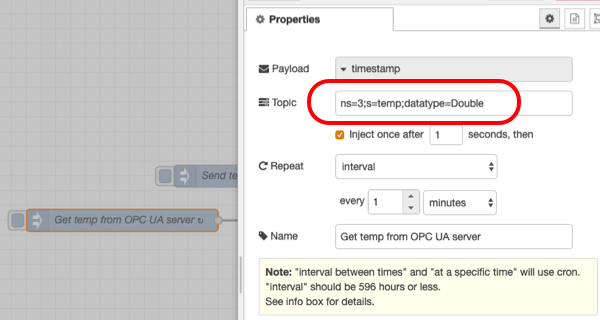 Properties
Payload
timestamp
Topic
ns=3;s=temp;datatype=Double
Inject once after 1 seconds, then
Repeat
interval
every 1 minutes
Name
Get temp from OPC UA server
Note: "interval between times" and "at a specific time" will use cron.
"interval" should be 596 hours or less.
See info box for details.
Send te
Get temp from OPC UA server ↻